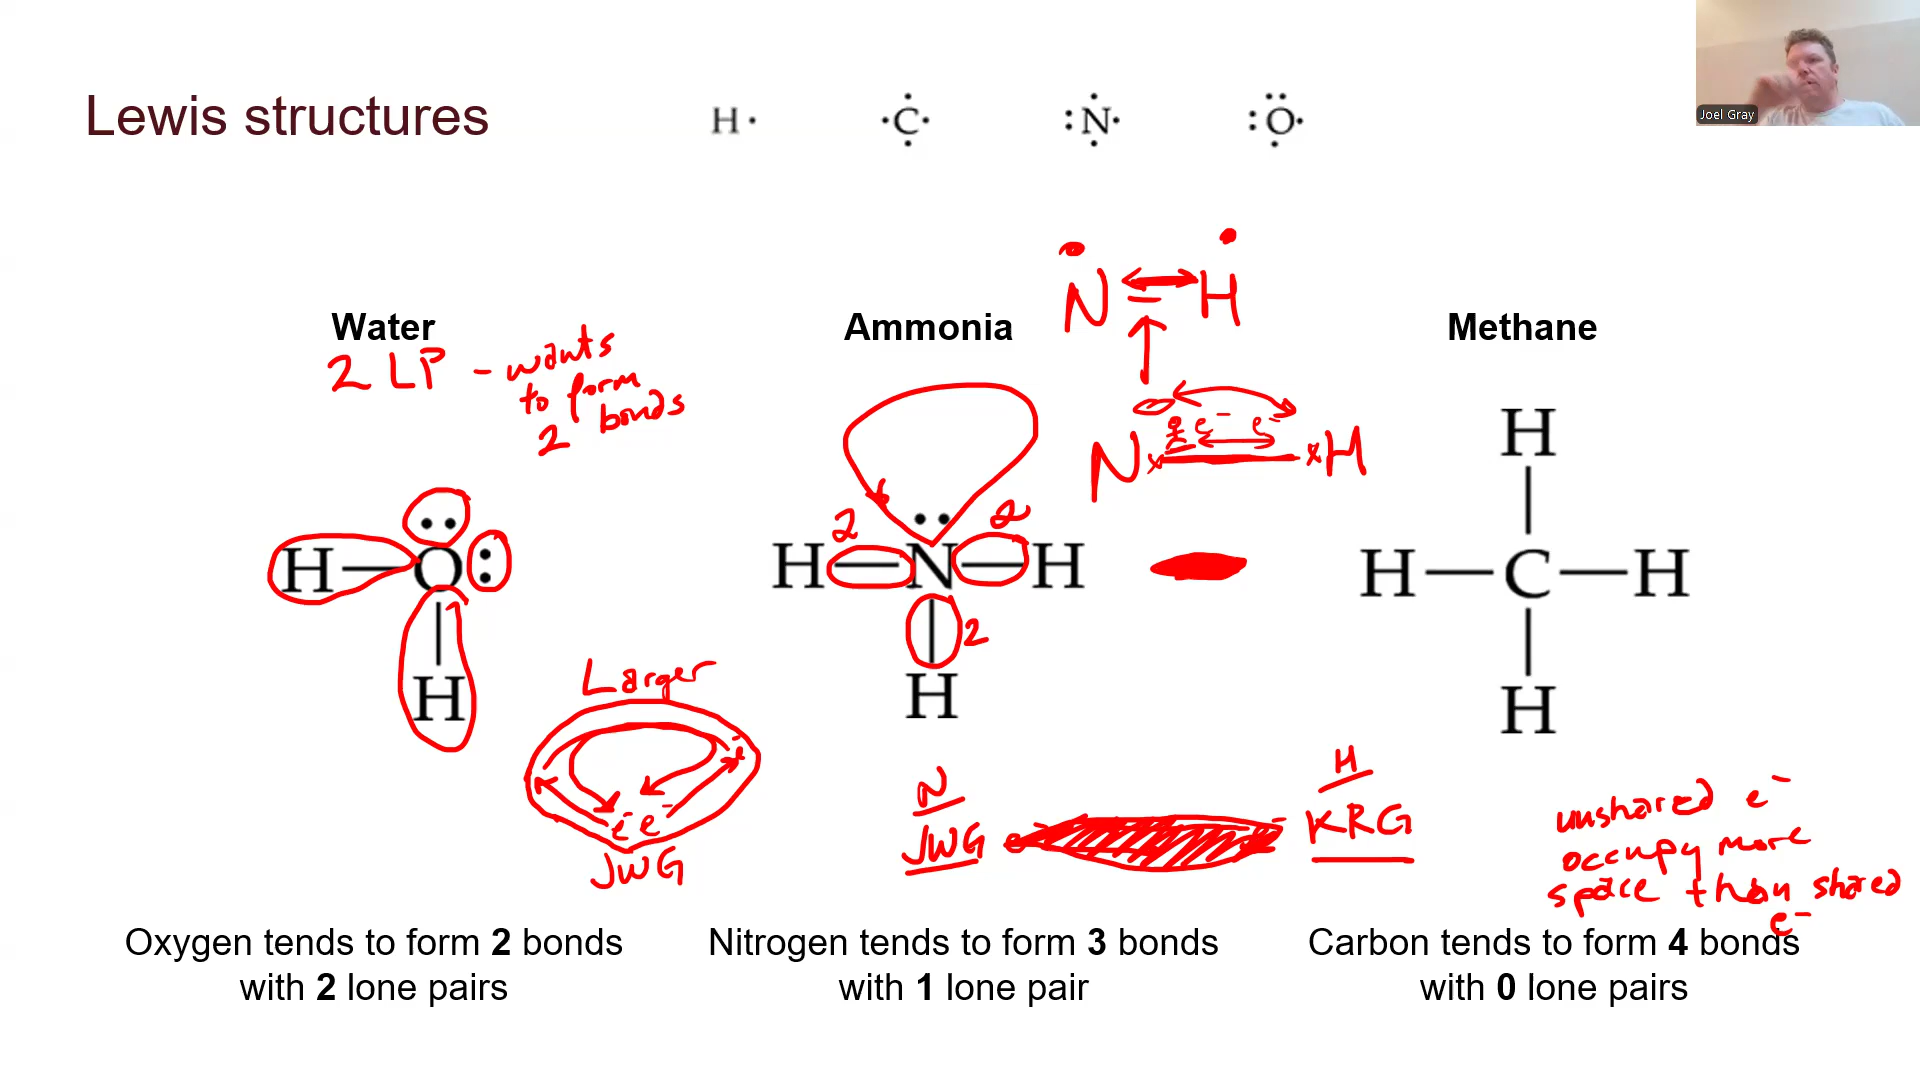 Joel Gray
Lewis structures
H· ·C· :N· :O·
N H
Water
Ammonia
Methane
2 LP - wants
to form
2 bonds
e⁻ e⁻
N H
H
2 2
H—O: H—N—H H—C—H
2
H H H
Larger
e⁻ e⁻
JWG
N
JWG
H
KRG
unshared e⁻
occupy more
space than shared
e⁻
Oxygen tends to form 2 bonds
with 2 lone pairs
Nitrogen tends to form 3 bonds
with 1 lone pair
Carbon tends to form 4 bonds
with 0 lone pairs